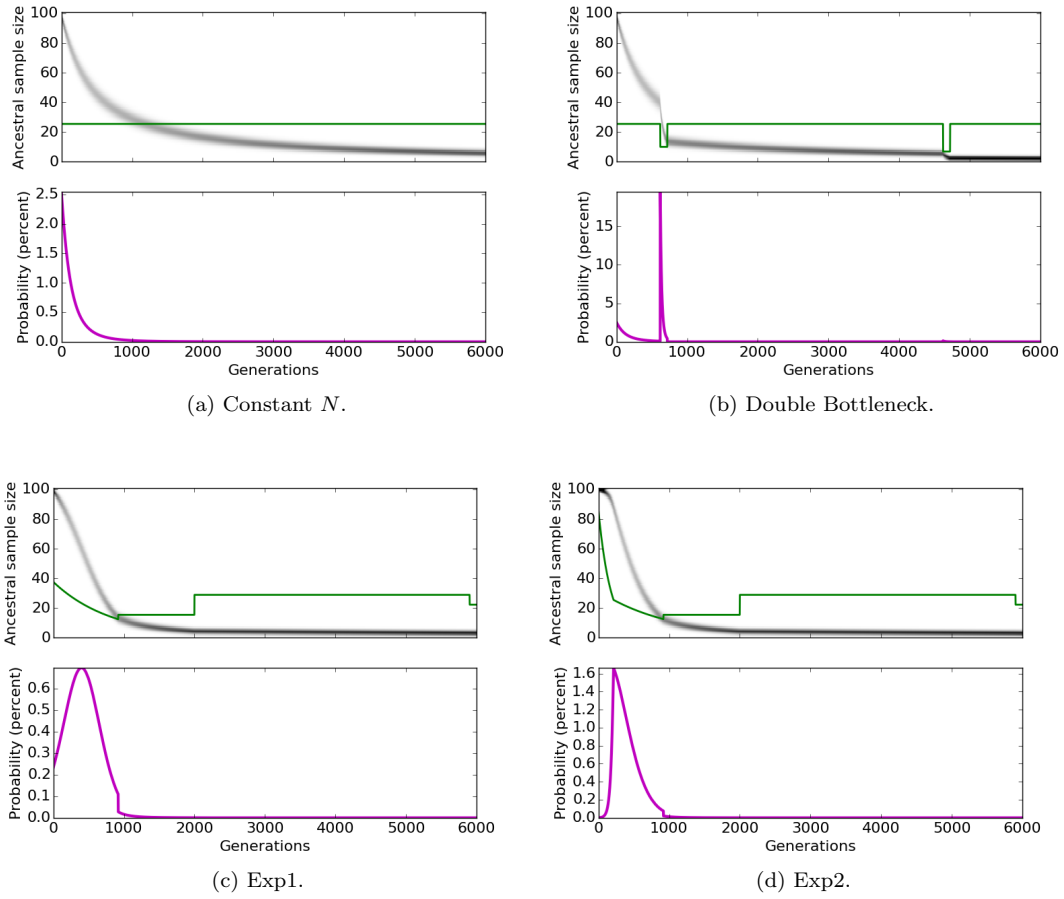 Ancestral sample size
100
80
60
40
20
0
Probability (percent)
2.5
2.0
1.5
1.0
0.5
0.0
0 1000 2000 3000 4000 5000 6000
Generations
(a) Constant N.
Ancestral sample size
100
80
60
40
20
0
Probability (percent)
15
10
5
0
0 1000 2000 3000 4000 5000 6000
Generations
(b) Double Bottleneck.
Ancestral sample size
100
80
60
40
20
0
Probability (percent)
0.6
0.5
0.4
0.3
0.2
0.1
0.0
0 1000 2000 3000 4000 5000 6000
Generations
(c) Exp1.
Ancestral sample size
100
80
60
40
20
0
Probability (percent)
1.6
1.4
1.2
1.0
0.8
0.6
0.4
0.2
0.0
0 1000 2000 3000 4000 5000 6000
Generations
(d) Exp2.